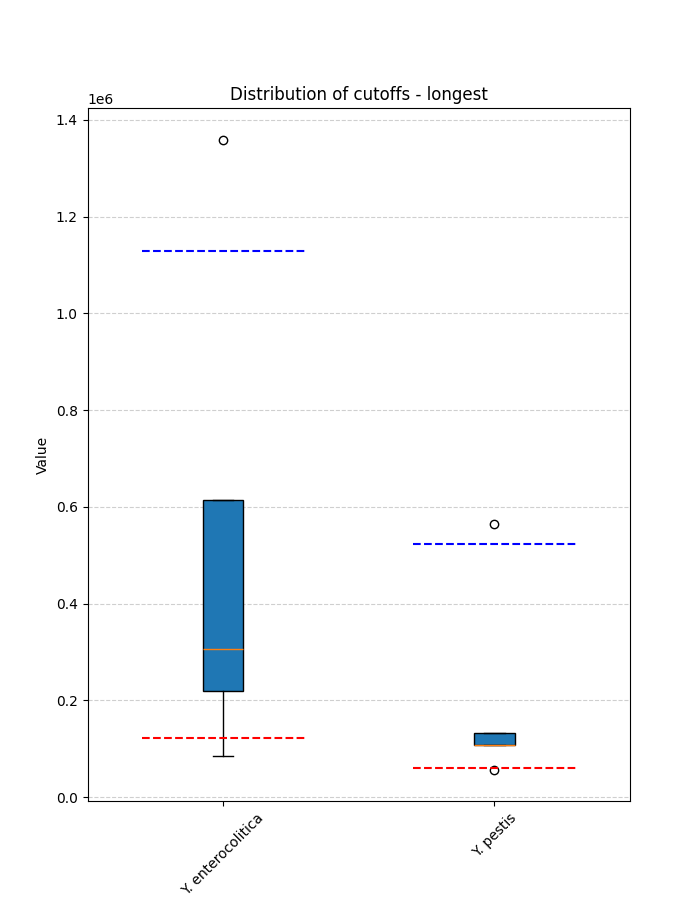 Distribution of cutoffs - longest
1e6
1.4
1.2
1.0
0.8
0.6
0.4
0.2
0.0
Value
Y. enterocolitica
Y. pestis